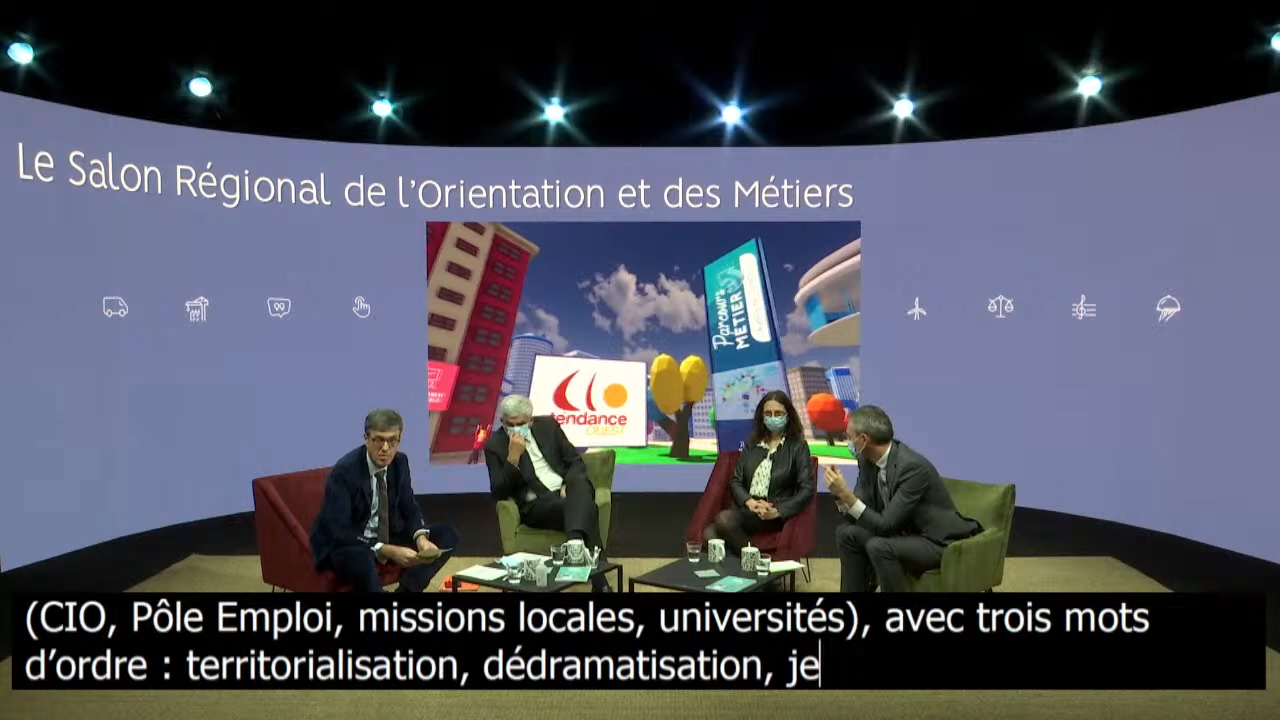 Le Salon Régional de l'Orientation et des Métiers
Parcours
MÉTIER
tendance
OUEST
(CIO, Pôle Emploi, missions locales, universités), avec trois mots
d’ordre : territorialisation, dédramatisation, je